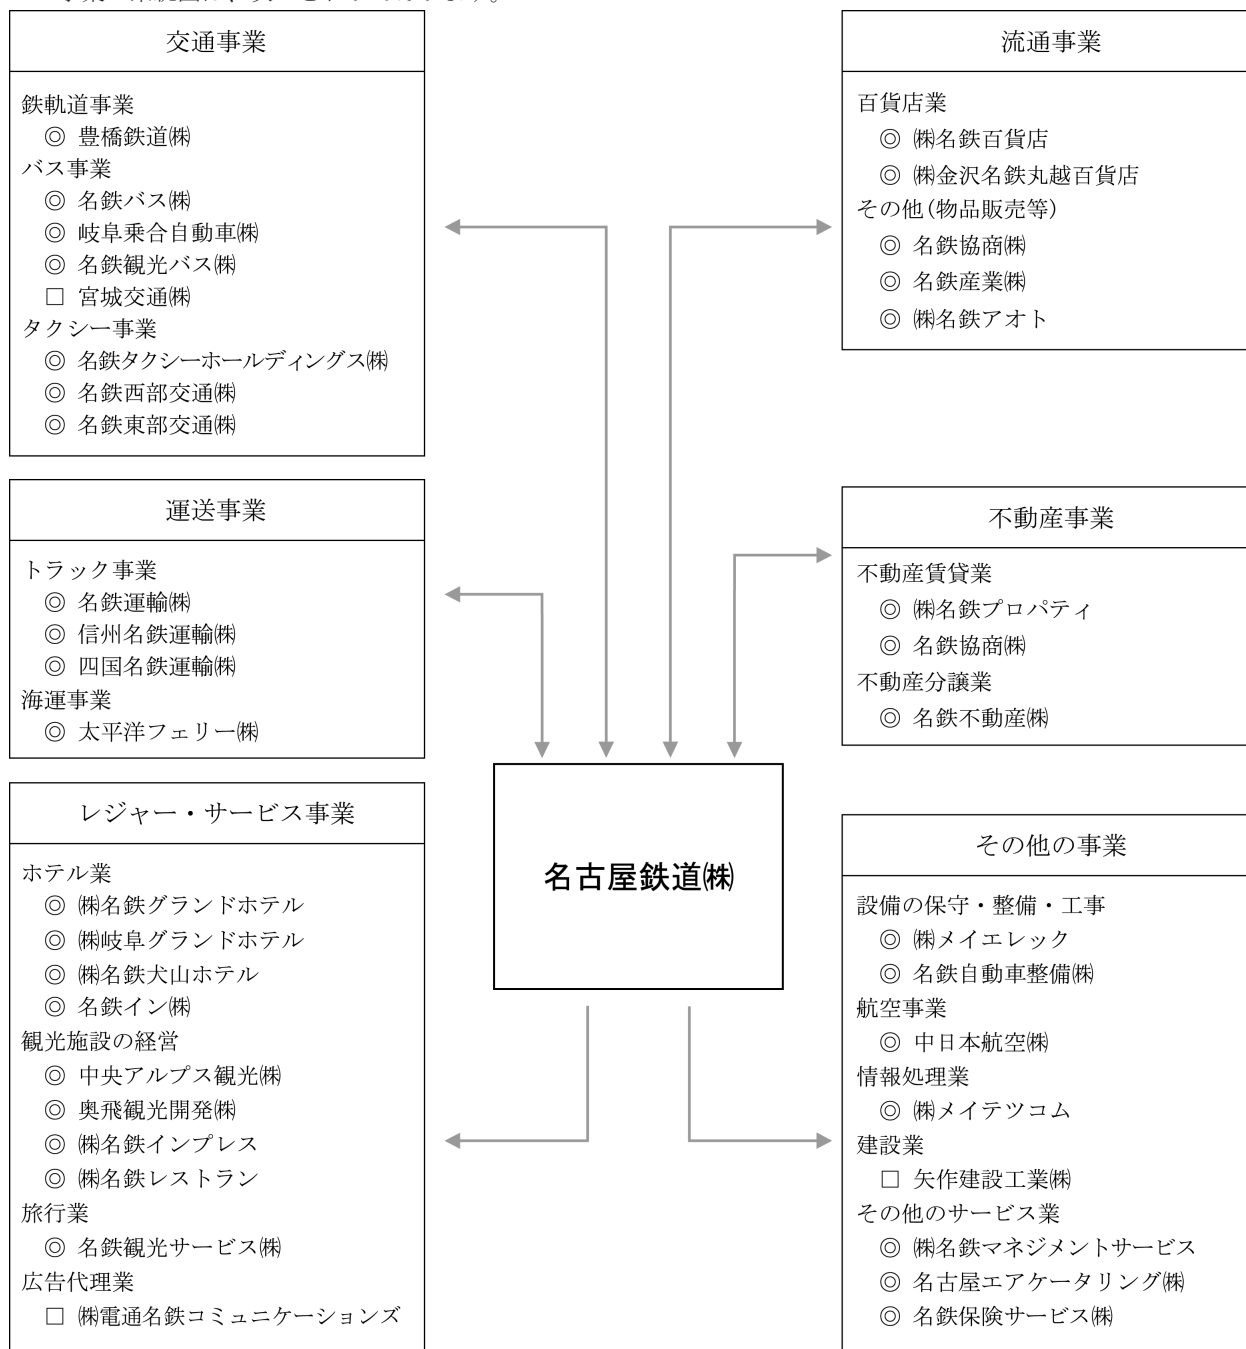 交通事業
鉄軌道事業
◎ 豊橋鉄道㈱
バス事業
◎ 名鉄バス㈱
◎ 岐阜乗合自動車㈱
◎ 名鉄観光バス㈱
□ 宮城交通㈱
タクシー事業
◎ 名鉄タクシーホールディングス㈱
◎ 名鉄西部交通㈱
◎ 名鉄東部交通㈱
運送事業
トラック事業
◎ 名鉄運輸㈱
◎ 信州名鉄運輸㈱
◎ 四国名鉄運輸㈱
海運事業
◎ 太平洋フェリー㈱
レジャー・サービス事業
ホテル業
◎ ㈱名鉄グランドホテル
◎ ㈱岐阜グランドホテル
◎ ㈱名鉄犬山ホテル
◎ 名鉄イン㈱
観光施設の経営
◎ 中央アルプス観光㈱
◎ 奥飛観光開発㈱
◎ ㈱名鉄インプレス
◎ ㈱名鉄レストラン
旅行業
◎ 名鉄観光サービス㈱
広告代理業
□ ㈱電通名鉄コミュニケーションズ
名古屋鉄道㈱
流通事業
百貨店業
◎ ㈱名鉄百貨店
◎ ㈱金沢名鉄丸越百貨店
その他(物品販売等)
◎ 名鉄協商㈱
◎ 名鉄産業㈱
◎ ㈱名鉄アオト
不動産事業
不動産賃貸業
◎ ㈱名鉄プロパティ
◎ 名鉄協商㈱
不動産分譲業
◎ 名鉄不動産㈱
その他の事業
設備の保守・整備・工事
◎ ㈱メイエレック
◎ 名鉄自動車整備㈱
航空事業
◎ 中日本航空㈱
情報処理業
◎ ㈱メイテツコム
建設業
□ 矢作建設工業㈱
その他のサービス業
◎ ㈱名鉄マネジメントサービス
◎ 名古屋エアケータリング㈱
◎ 名鉄保険サービス㈱